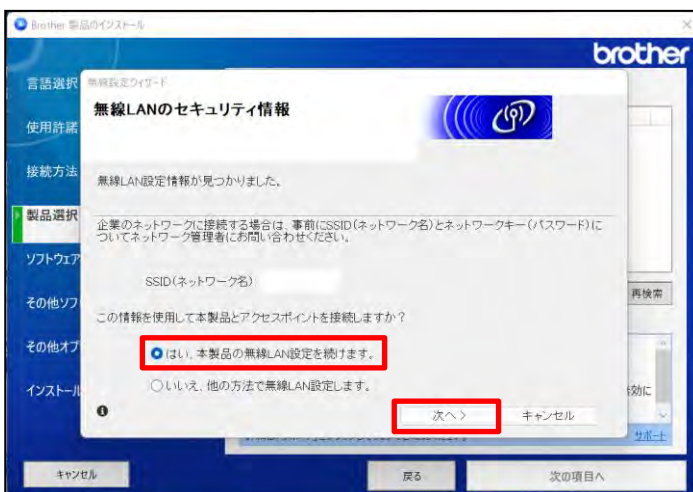 Brother 製品のインストール
brother
言語選択
使用許諾
接続方法
製品選択
ソフトウェア
その他ソフ
その他オプ
インストール
無線設定ウィザード
無線LANのセキュリティ情報
無線LAN設定情報が見つかりました。
企業のネットワークに接続する場合は、事前にSSID(ネットワーク名)とネットワークキー(パスワード)に
ついてネットワーク管理者にお問い合わせください。
SSID(ネットワーク名)
この情報を使用して本製品とアクセスポイントを接続しますか?
はい、本製品の無線LAN設定を続けます。
いいえ、他の方法で無線LAN設定します。
次へ >
キャンセル
再検索
効に
サポート
キャンセル
戻る
次の項目へ